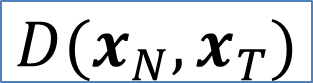 D(x_N, x_T)